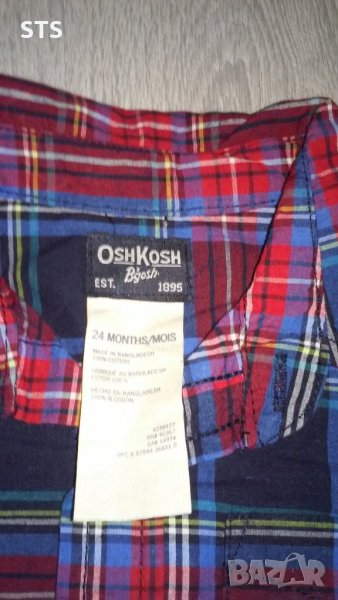 STS
OSHKOSH
B'gosh
EST. 1895
24 MONTHS/MOIS
MADE IN BANGLADESH
100% COTTON
FABRIQUÉ AU BANGLADESH
COTON 100 %
HECHO EN BANGLADESH
100% ALGODÓN
BAZAR